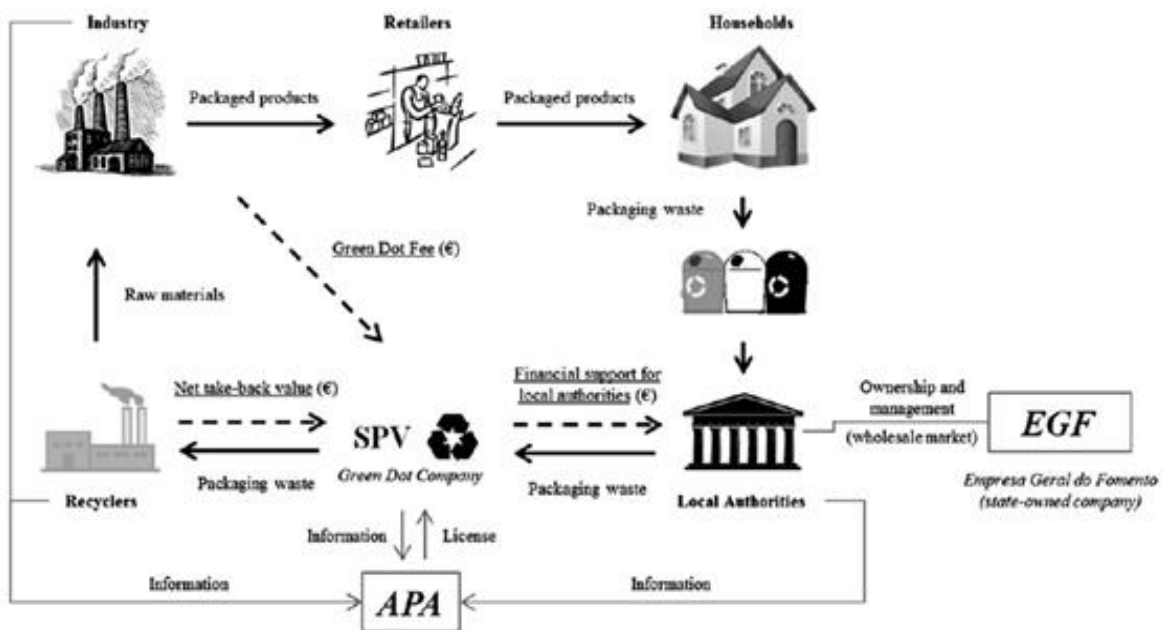 Industry
Retailers
Households
Packaged products
Packaged products
Packaging waste
Green Dot Fee (€)
Raw materials
Net take-back value (€)
Financial support for
local authorities (€)
Ownership and
management
(wholesale market)
EGF
SPV
Green Dot Company
Packaging waste
Packaging waste
Empresa Geral do Fomento
(state-owned company)
Recyclers
Local Authorities
Information
License
Information
Information
APA